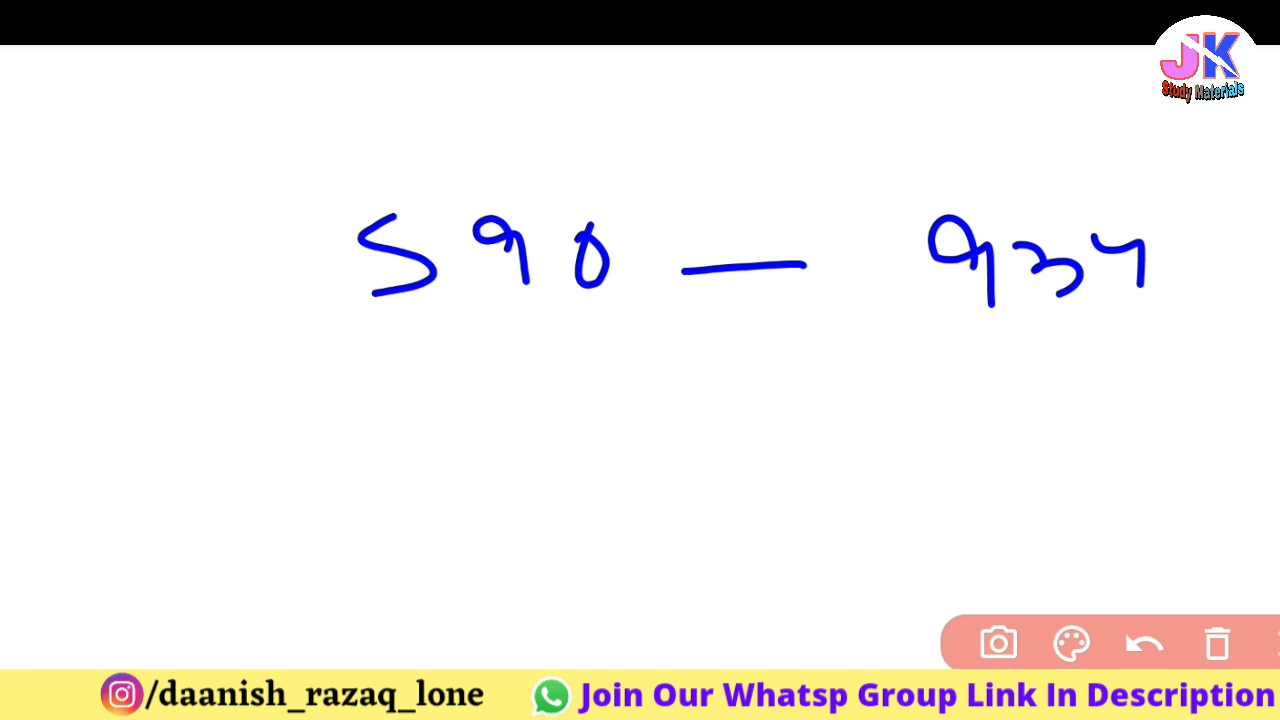 JK
Study Materials
590 — 934
/daanish_razaq_lone Join Our Whatsp Group Link In Description